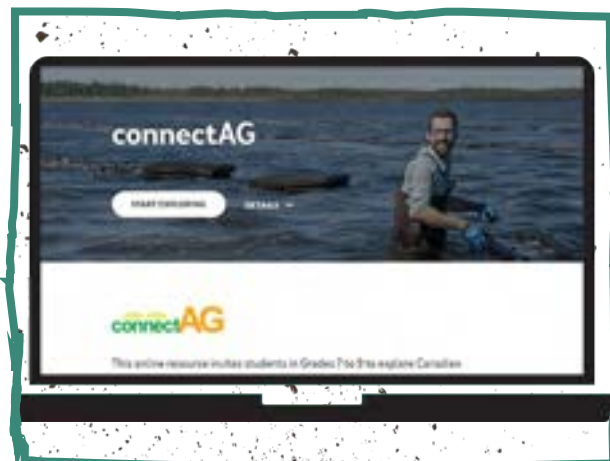 connectAG
START EXPLORING
DETAILS
connectAG
This online resource invites students in Grades 7 to 9 to explore Canadian